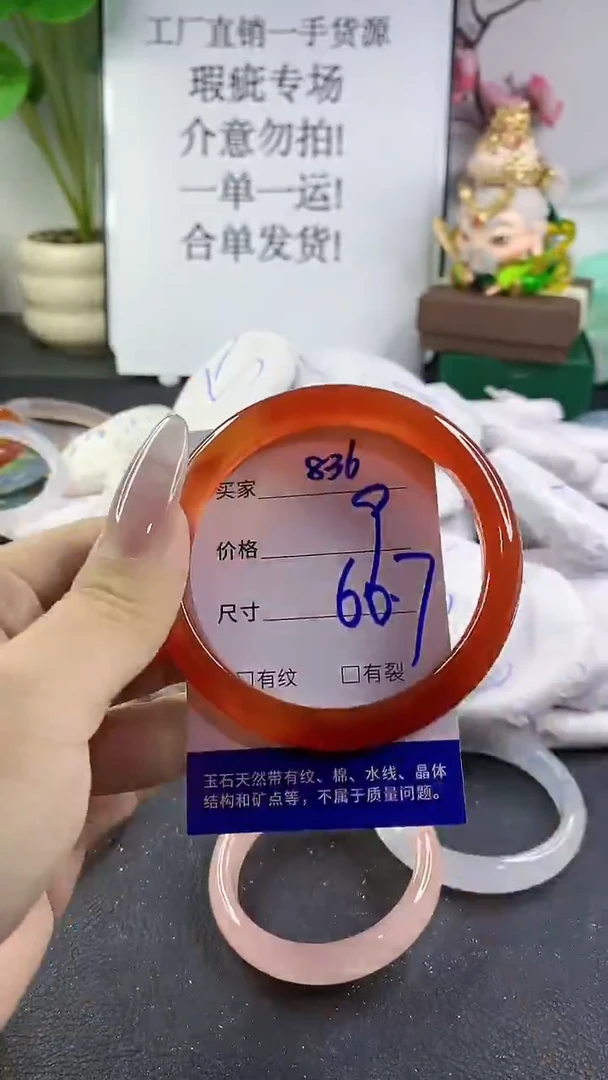 工厂直销一手货源
瑕疵专场
介意勿拍!
一单一运!
合单发货!
买家 836
价格
尺寸 66.7
□有纹 □有裂
玉石天然带有纹、棉、水线、晶体
结构和矿点等，不属于质量问题。